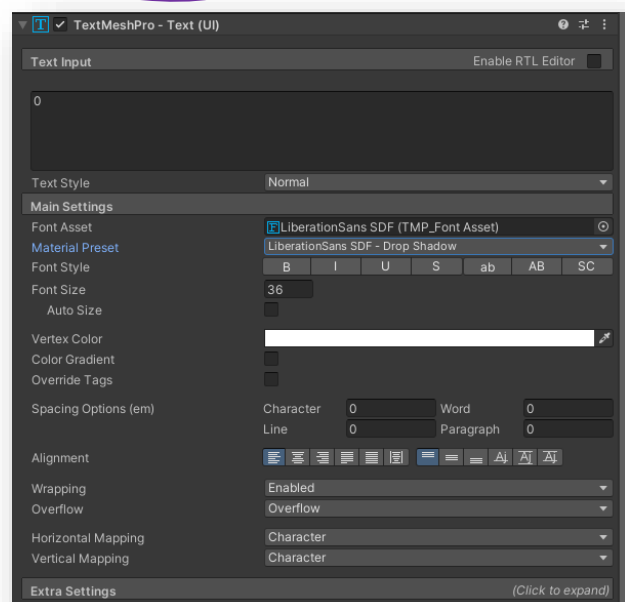 TextMeshPro - Text (UI)
Text Input Enable RTL Editor
0
Text Style Normal
Main Settings
Font Asset LiberationSans SDF (TMP_Font Asset)
Material Preset LiberationSans SDF - Drop Shadow
Font Style B I U S ab AB SC
Font Size 36
Auto Size
Vertex Color
Color Gradient
Override Tags
Spacing Options (em) Character 0 Word 0
Line 0 Paragraph 0
Alignment
Wrapping Enabled
Overflow Overflow
Horizontal Mapping Character
Vertical Mapping Character
Extra Settings (Click to expand)